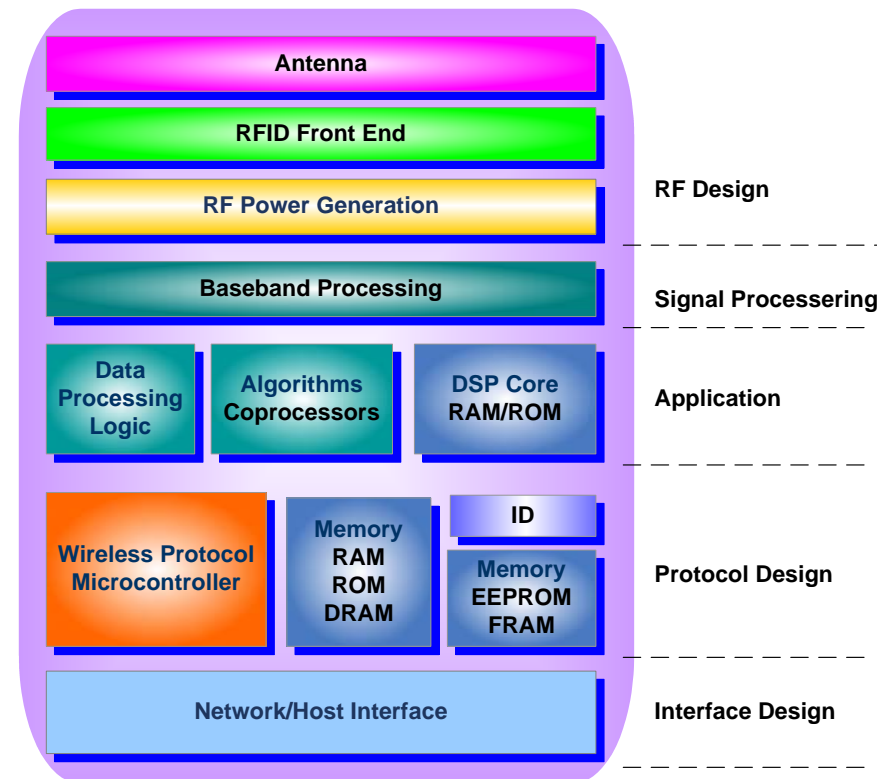 Antenna
RFID Front End
RF Power Generation
RF Design
Baseband Processing
Signal Processering
Data
Processing
Logic
Algorithms
Coprocessors
DSP Core
RAM/ROM
Application
Wireless Protocol
Microcontroller
Memory
RAM
ROM
DRAM
ID
Memory
EEPROM
FRAM
Protocol Design
Network/Host Interface
Interface Design